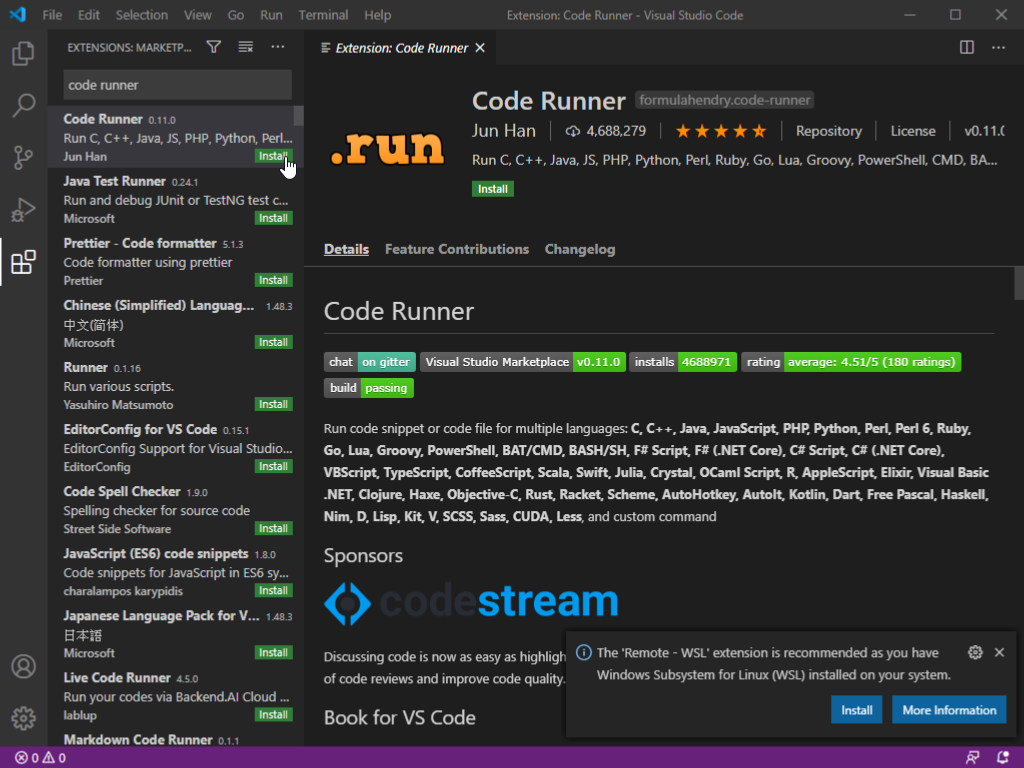 File Edit Selection View Go Run Terminal Help
Extension: Code Runner - Visual Studio Code
EXTENSIONS: MARKETP...
code runner
Code Runner 0.11.0
Run C, C++, Java, JS, PHP, Python, Perl...
Jun Han
Install
Java Test Runner 0.24.1
Run and debug JUnit or TestNG test c...
Microsoft
Install
Prettier - Code formatter 5.1.3
Code formatter using prettier
Prettier
Install
Chinese (Simplified) Languag... 1.48.3
中文(简体)
Microsoft
Install
Runner 0.1.16
Run various scripts.
Yasuhiro Matsumoto
Install
EditorConfig for VS Code 0.15.1
EditorConfig Support for Visual Studio...
EditorConfig
Install
Code Spell Checker 1.9.0
Spelling checker for source code
Street Side Software
Install
JavaScript (ES6) code snippets 1.8.0
Code snippets for JavaScript in ES6 sy...
charalampos karypidis
Install
Japanese Language Pack for V... 1.48.3
日本語
Microsoft
Install
Live Code Runner 4.5.0
Run your codes via Backend.AI Cloud ...
lablup
Install
Markdown Code Runner 0.1.1
Extension: Code Runner
.run
Code Runner formulahendry.code-runner
Jun Han 4,688,279 Repository License v0.11.0
Run C, C++, Java, JS, PHP, Python, Perl, Ruby, Go, Lua, Groovy, PowerShell, CMD, BA...
Install
Details Feature Contributions Changelog
Code Runner
chat on gitter Visual Studio Marketplace v0.11.0 installs 4688971 rating average: 4.51/5 (180 ratings)
build passing
Run code snippet or code file for multiple languages: C, C++, Java, JavaScript, PHP, Python, Perl, Perl 6, Ruby,
Go, Lua, Groovy, PowerShell, BAT/CMD, BASH/SH, F# Script, F# (.NET Core), C# Script, C# (.NET Core),
VBScript, TypeScript, CoffeeScript, Scala, Swift, Julia, Crystal, OCaml Script, R, AppleScript, Elixir, Visual Basic
.NET, Clojure, Haxe, Objective-C, Rust, Racket, Scheme, AutoHotkey, AutoIt, Kotlin, Dart, Free Pascal, Haskell,
Nim, D, Lisp, Kit, V, SCSS, Sass, CUDA, Less, and custom command
Sponsors
codestream
Discussing code is now as easy as highligh
of code reviews and improve code quality.
Book for VS Code
The 'Remote - WSL' extension is recommended as you have
Windows Subsystem for Linux (WSL) installed on your system.
Install More Information
0 0